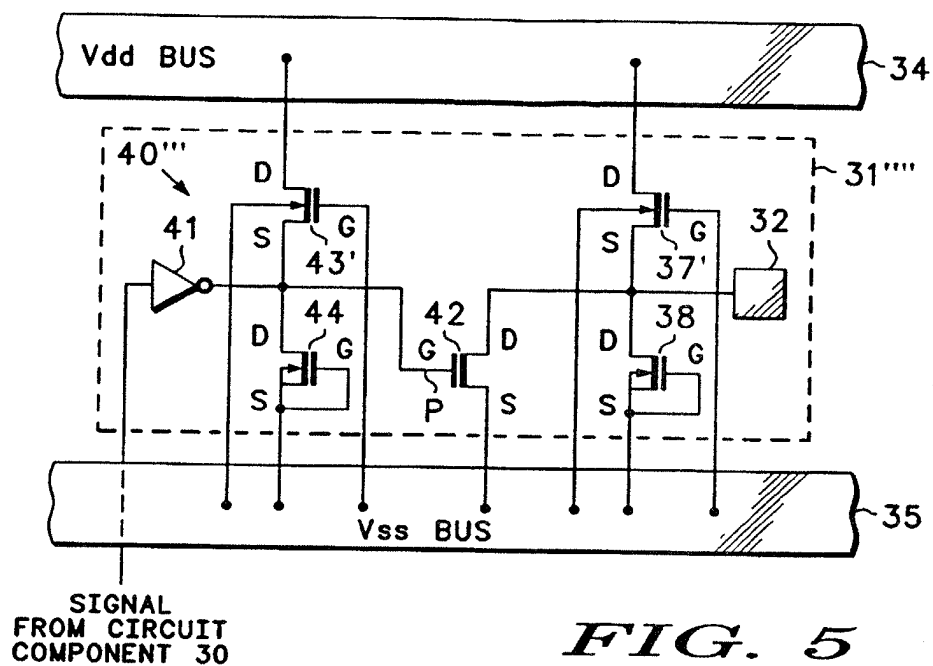 Vdd BUS
34
40'''
31''''
D
D
41
S
G
43'
S
G
37'
32
44
42
38
D
G
G
D
D
G
S
P
S
S
Vss BUS
35
SIGNAL
FROM CIRCUIT
COMPONENT 30
FIG. 5